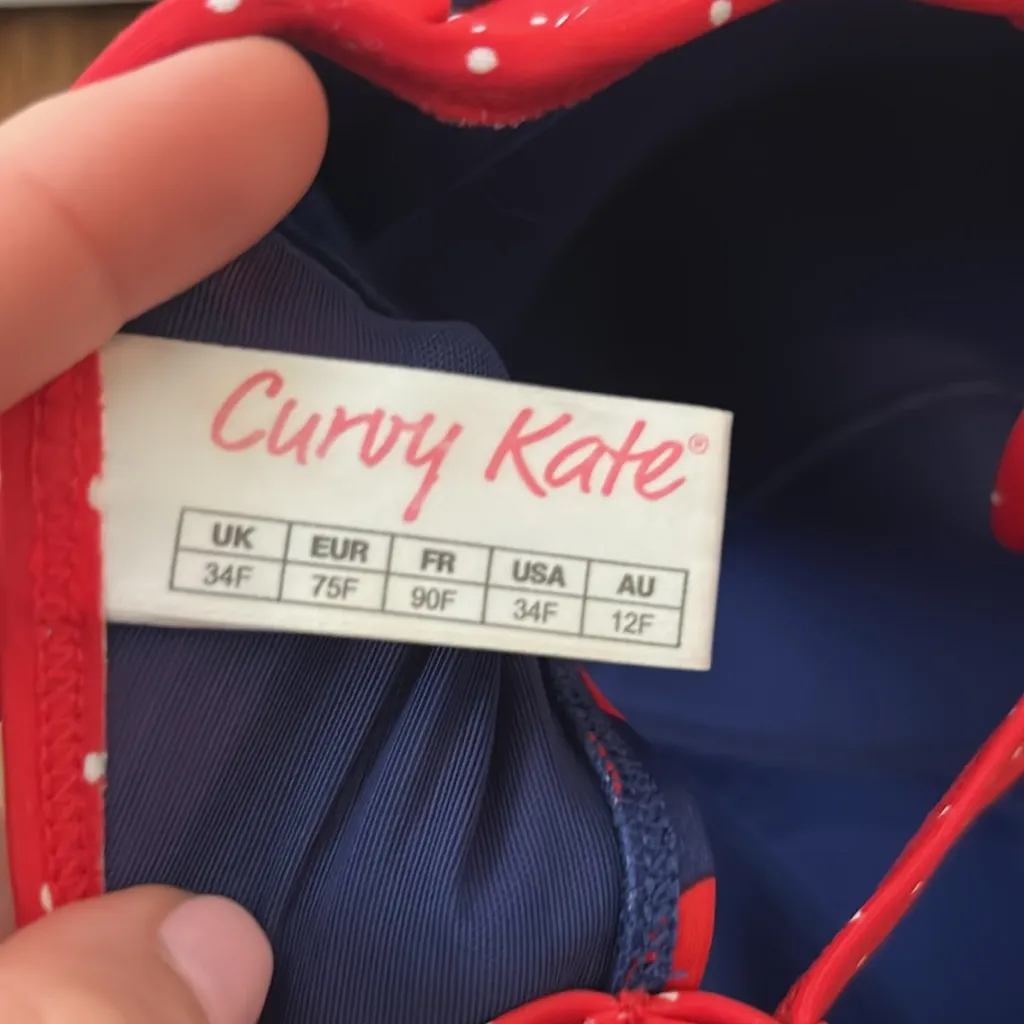 Curvy Kate®
UK EUR FR USA AU
34F 75F 90F 34F 12F